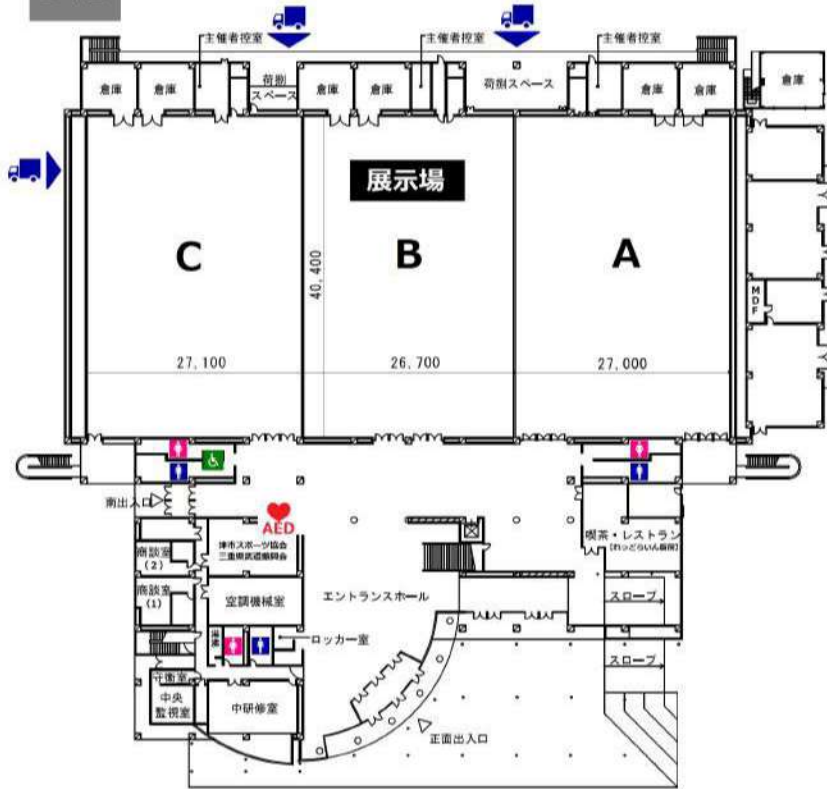 主催者控室
主催者控室
主催者控室
荷捌
スペース
荷捌スペース
倉庫
倉庫
倉庫
倉庫
倉庫
倉庫
倉庫
展示場
C
B
A
40,400
MDF
27,100
26,700
27,000
南出入口
AED
津市スポーツ協会
三重県武道振興会
喫茶・レストラン
商談室
(2)
商談室
(1)
空調機械室
エントランスホール
スロープ
ロッカー室
スロープ
守衛室
中央
監視室
中研修室
正面出入口